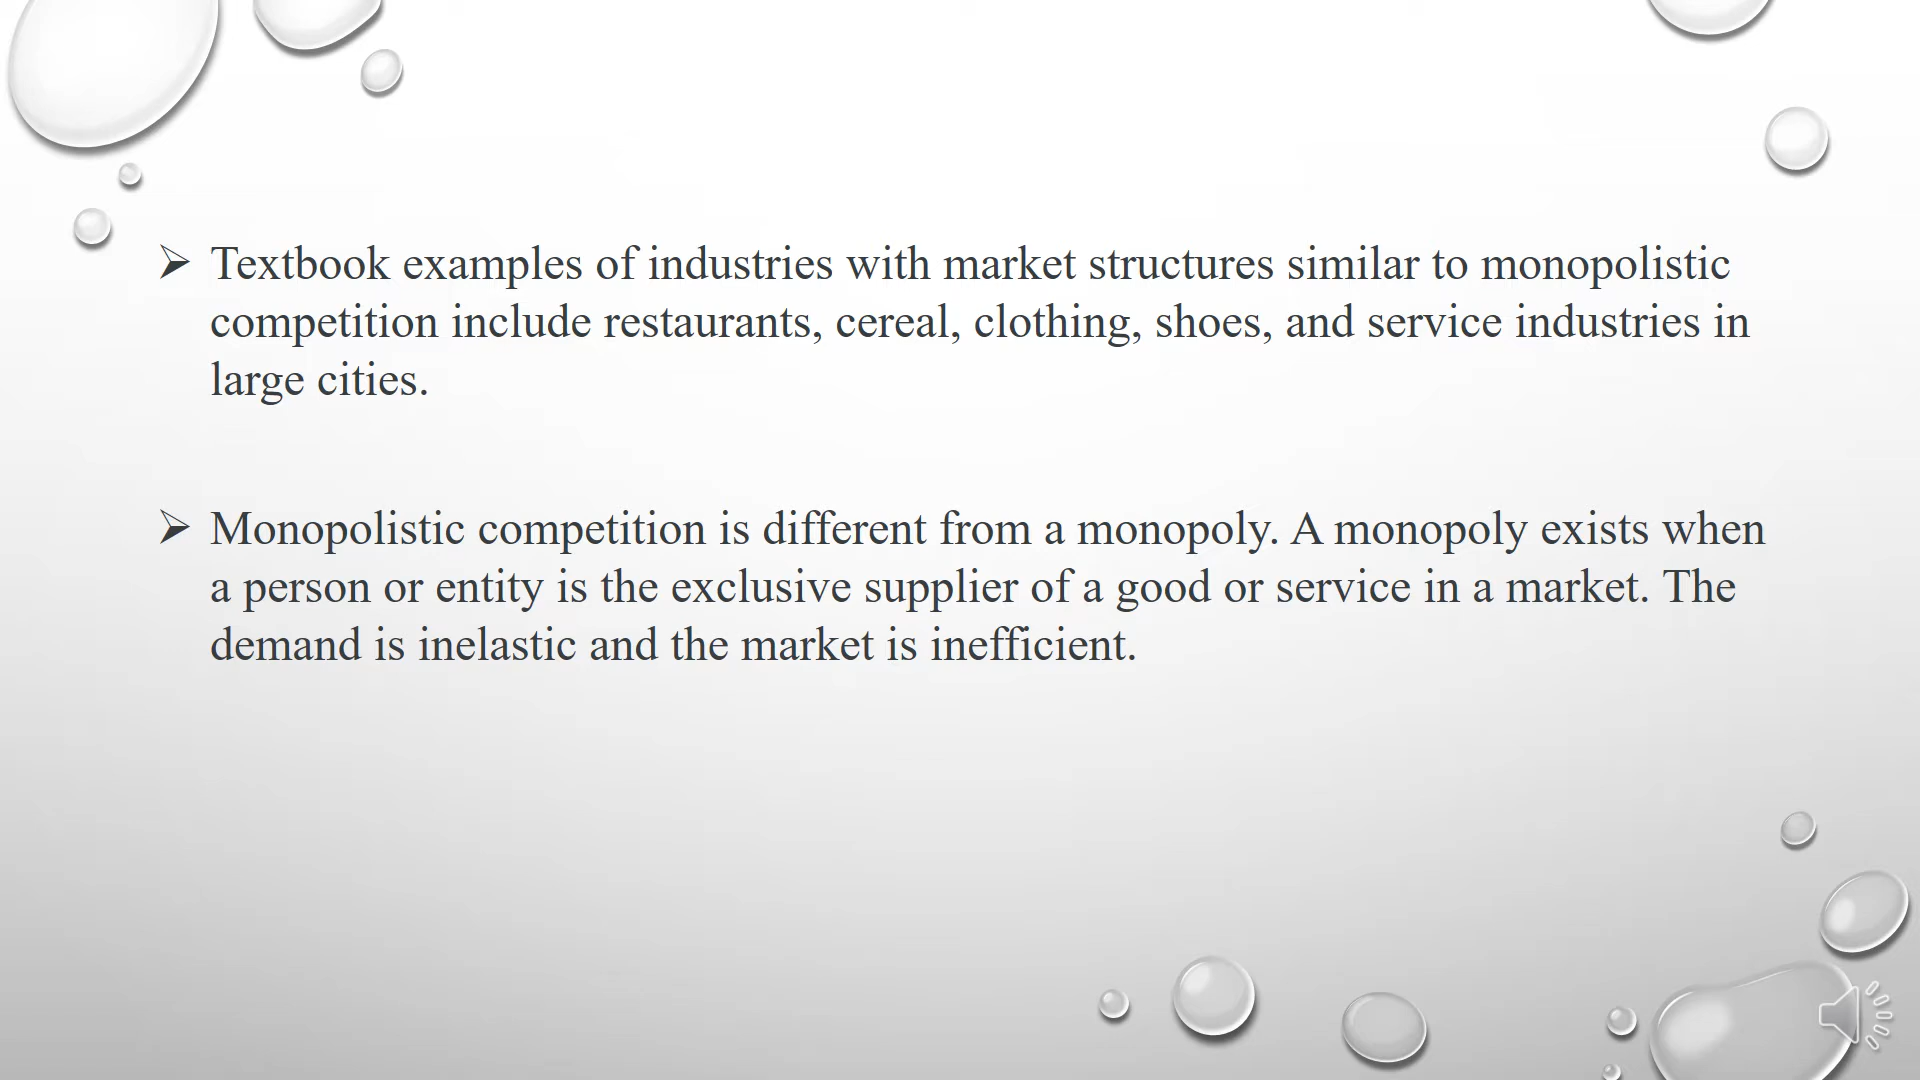 Textbook examples of industries with market structures similar to monopolistic
competition include restaurants, cereal, clothing, shoes, and service industries in
large cities.
Monopolistic competition is different from a monopoly. A monopoly exists when
a person or entity is the exclusive supplier of a good or service in a market. The
demand is inelastic and the market is inefficient.